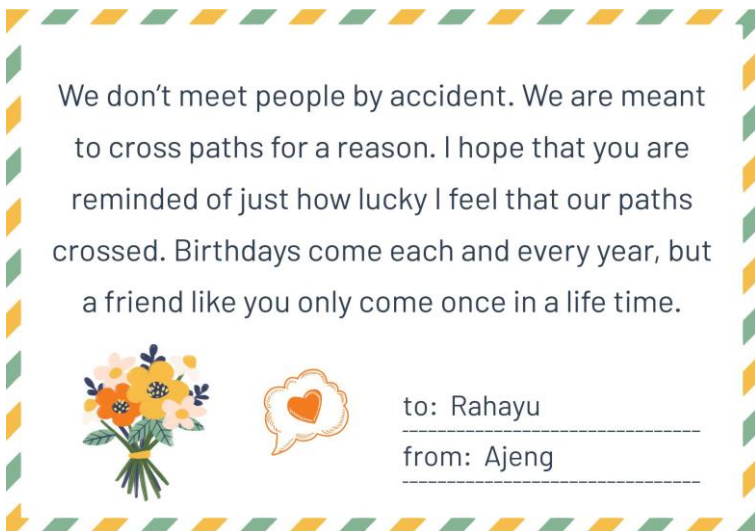 We don’t meet people by accident. We are meant
to cross paths for a reason. I hope that you are
reminded of just how lucky I feel that our paths
crossed. Birthdays come each and every year, but
a friend like you only come once in a life time.
to: Rahayu
from: Ajeng